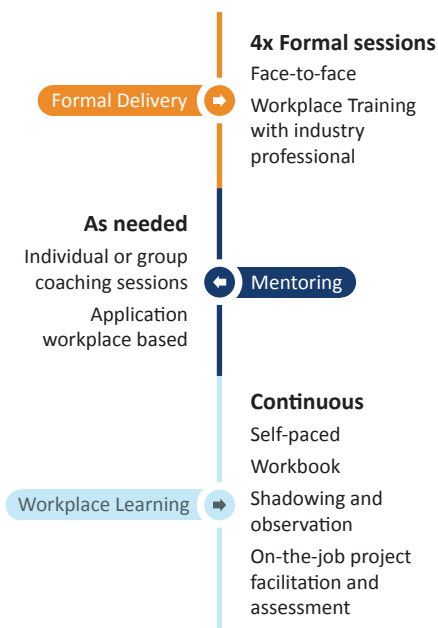 4x Formal sessions
Face-to-face
Formal Delivery
Workplace Training
with industry
professional
As needed
Individual or group
coaching sessions
Mentoring
Application
workplace based
Continuous
Self-paced
Workbook
Workplace Learning
Shadowing and
observation
On-the-job project
facilitation and
assessment